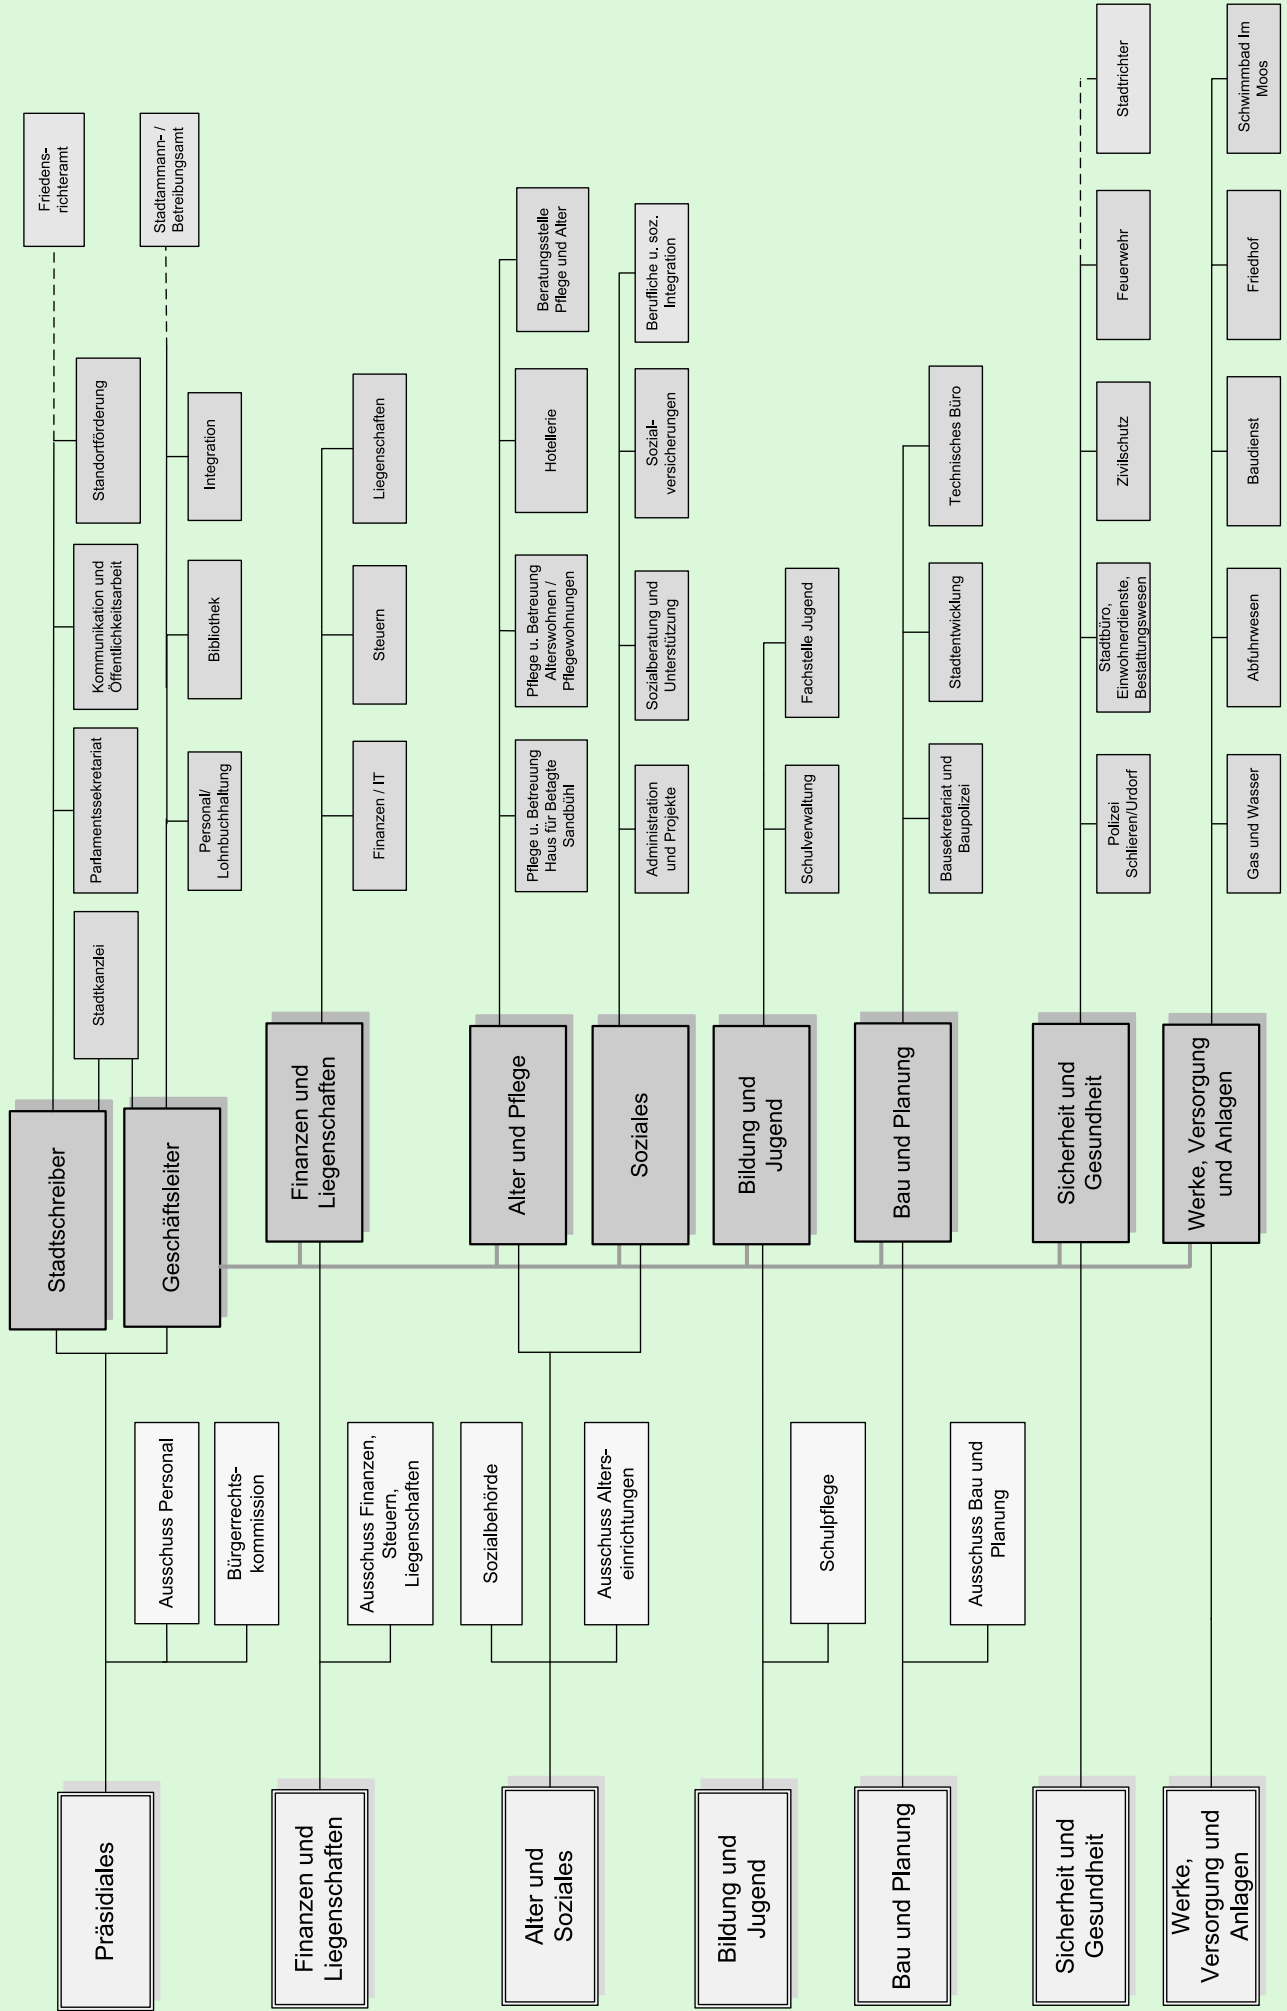 Präsidiales
Finanzen und
Liegenschaften
Alter und
Soziales
Bildung und
Jugend
Bau und Planung
Sicherheit und
Gesundheit
Werke,
Versorgung und
Anlagen
Ausschuss Personal
Bürgerrechts-
kommission
Ausschuss Finanzen,
Steuern,
Liegenschaften
Sozialbehörde
Ausschuss Alters-
einrichtungen
Schulpflege
Ausschuss Bau und
Planung
Stadtschreiber
Geschäftsleiter
Finanzen und
Liegenschaften
Alter und Pflege
Soziales
Bildung und
Jugend
Bau und Planung
Sicherheit und
Gesundheit
Werke, Versorgung
und Anlagen
Stadtkanzlei
Parlamentssekretariat
Kommunikation und
Öffentlichkeitsarbeit
Standortförderung
Friedens-
richteramt
Personal/
Lohnbuchhaltung
Bibliothek
Integration
Stadtammann- /
Betreibungsamt
Finanzen / IT
Steuern
Liegenschaften
Pflege u. Betreuung
Haus für Betagte
Sandbühl
Pflege u. Betreuung
Alterswohnen /
Pflegewohnungen
Hotellerie
Beratungsstelle
Pflege und Alter
Administration
und Projekte
Sozialberatung und
Unterstützung
Sozial-
versicherungen
Berufliche u. soz.
Integration
Schulverwaltung
Fachstelle Jugend
Bausekretariat und
Baupolizei
Stadtentwicklung
Technisches Büro
Polizei
Schlieren/Urdorf
Stadtbüro,
Einwohnerdienste,
Bestattungswesen
Zivilschutz
Feuerwehr
Stadtrichter
Gas und Wasser
Abfuhrwesen
Baudienst
Friedhof
Schwimmbad Im
Moos